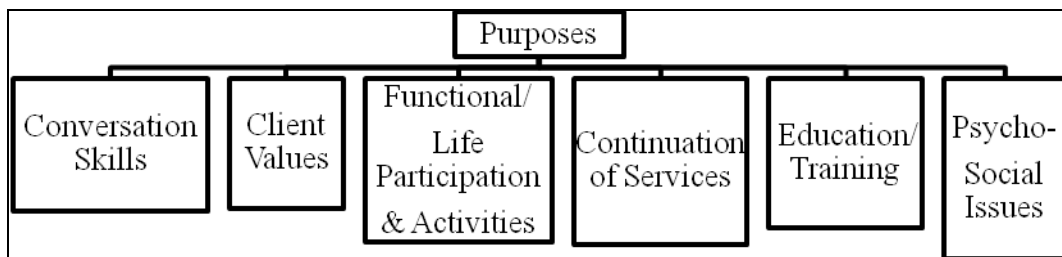 Purposes
Conversation
Skills
Client
Values
Functional/
Life
Participation
& Activities
Continuation
of Services
Education/
Training
Psycho-
Social
Issues